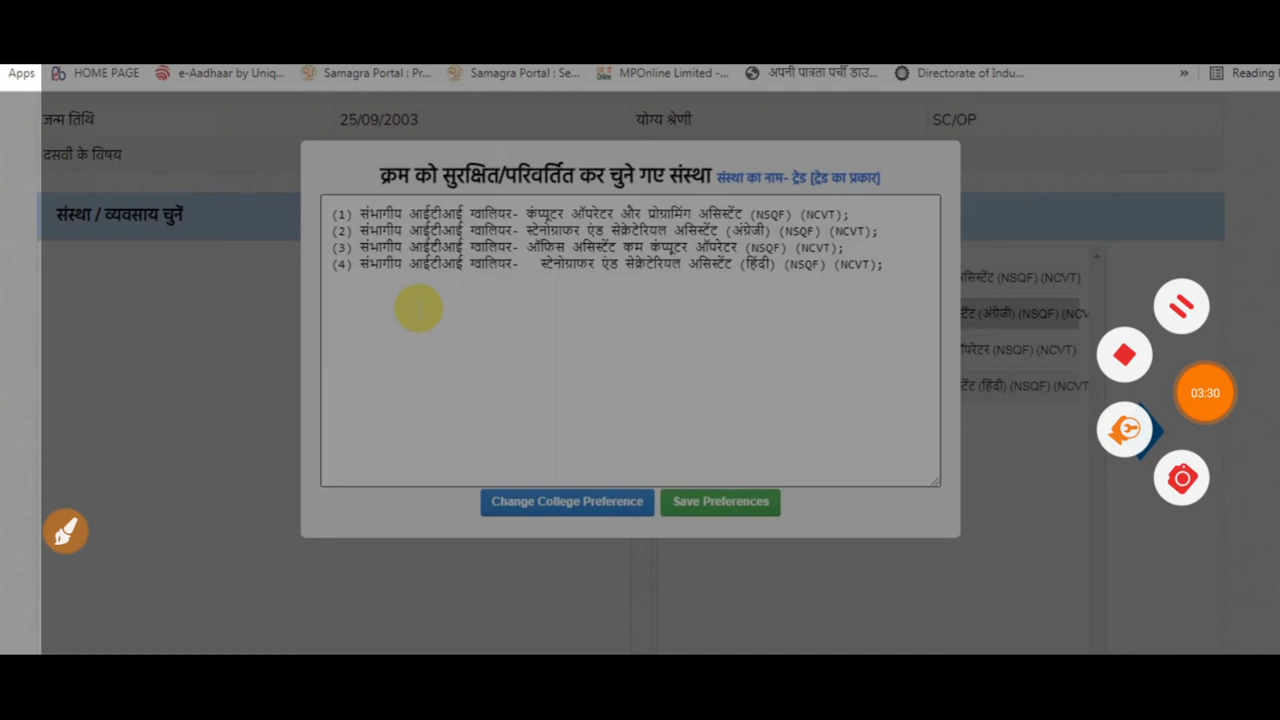 Apps HOME PAGE e-Aadhaar by Uniq... Samagra Portal : Pr... Samagra Portal : Se... MPOnline Limited -... अपनी पात्रता पर्ची डाउ... Directorate of Indu... » Reading
जन्म तिथि 25/09/2003 योग्य श्रेणी SC/OP
दसवी के विषय
क्रम को सुरक्षित/परिवर्तित कर चुने गए संस्था संस्था का नाम- ट्रेड [ट्रेड का प्रकार]
संस्था / व्यवसाय चुनें
(1) संभागीय आईटीआई ग्वालियर- कंप्यूटर ऑपरेटर और प्रोग्रामिंग असिस्टेंट (NSQF) (NCVT);
(2) संभागीय आईटीआई ग्वालियर- स्टेनोग्राफर एंड सेक्रेटेरियल असिस्टेंट (अंग्रेजी) (NSQF) (NCVT);
(3) संभागीय आईटीआई ग्वालियर- ऑफिस असिस्टेंट कम कंप्यूटर ऑपरेटर (NSQF) (NCVT);
(4) संभागीय आईटीआई ग्वालियर- स्टेनोग्राफर एंड सेक्रेटेरियल असिस्टेंट (हिंदी) (NSQF) (NCVT);
(NSQF) (NCVT)
(अंग्रेजी) (NSQF) (NCV
(NSQF) (NCVT)
(हिंदी) (NSQF) (NCVT
03:30
Change College Preference Save Preferences